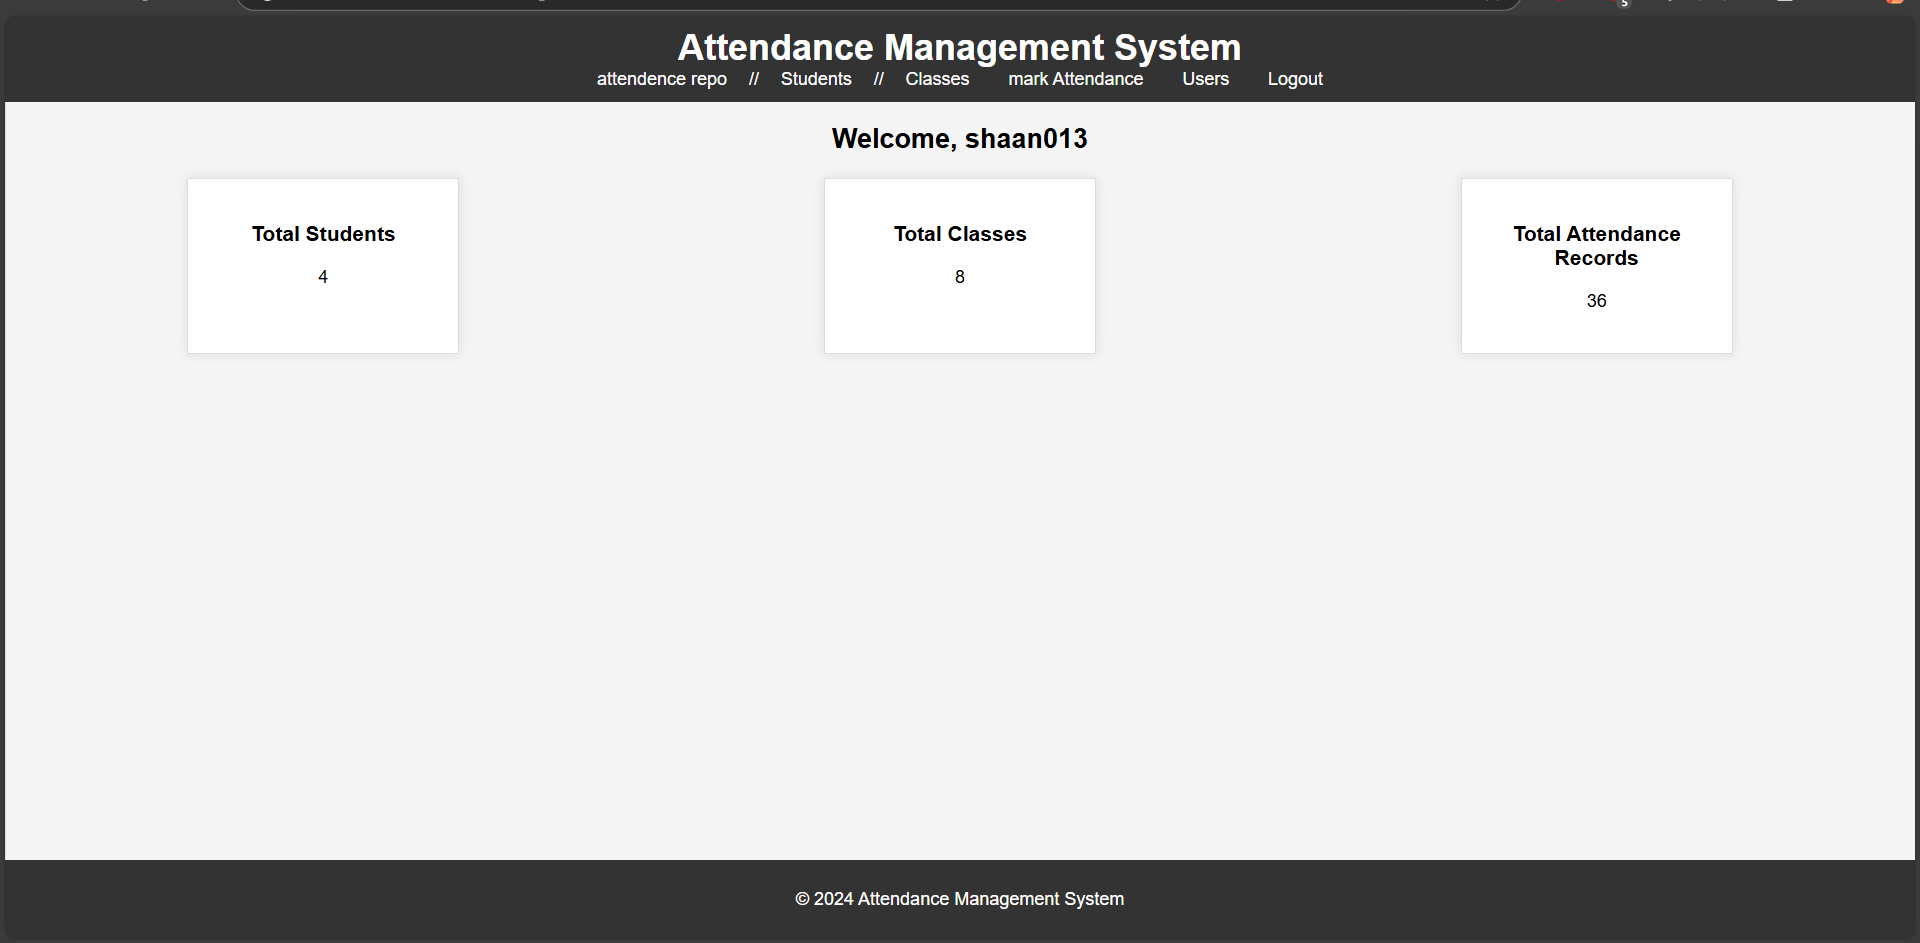 5
Attendance Management System
attendence repo // Students // Classes mark Attendance Users Logout
Welcome, shaan013
Total Students
4
Total Classes
8
Total Attendance
Records
36
© 2024 Attendance Management System